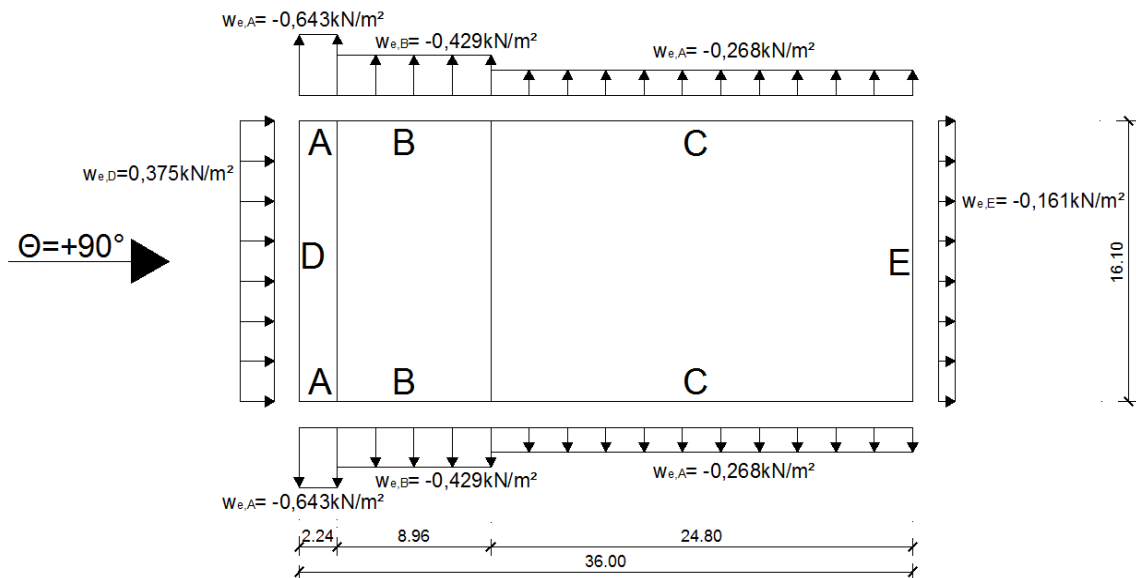 we,A= -0,643kN/m²
we,B= -0,429kN/m²
we,A= -0,268kN/m²
A B C
we,D=0,375kN/m²
we,E= -0,161kN/m²
Θ=+90°
D E
16.10
A B C
we,A= -0,268kN/m²
we,B= -0,429kN/m²
we,A= -0,643kN/m²
2.24 8.96 24.80
36.00